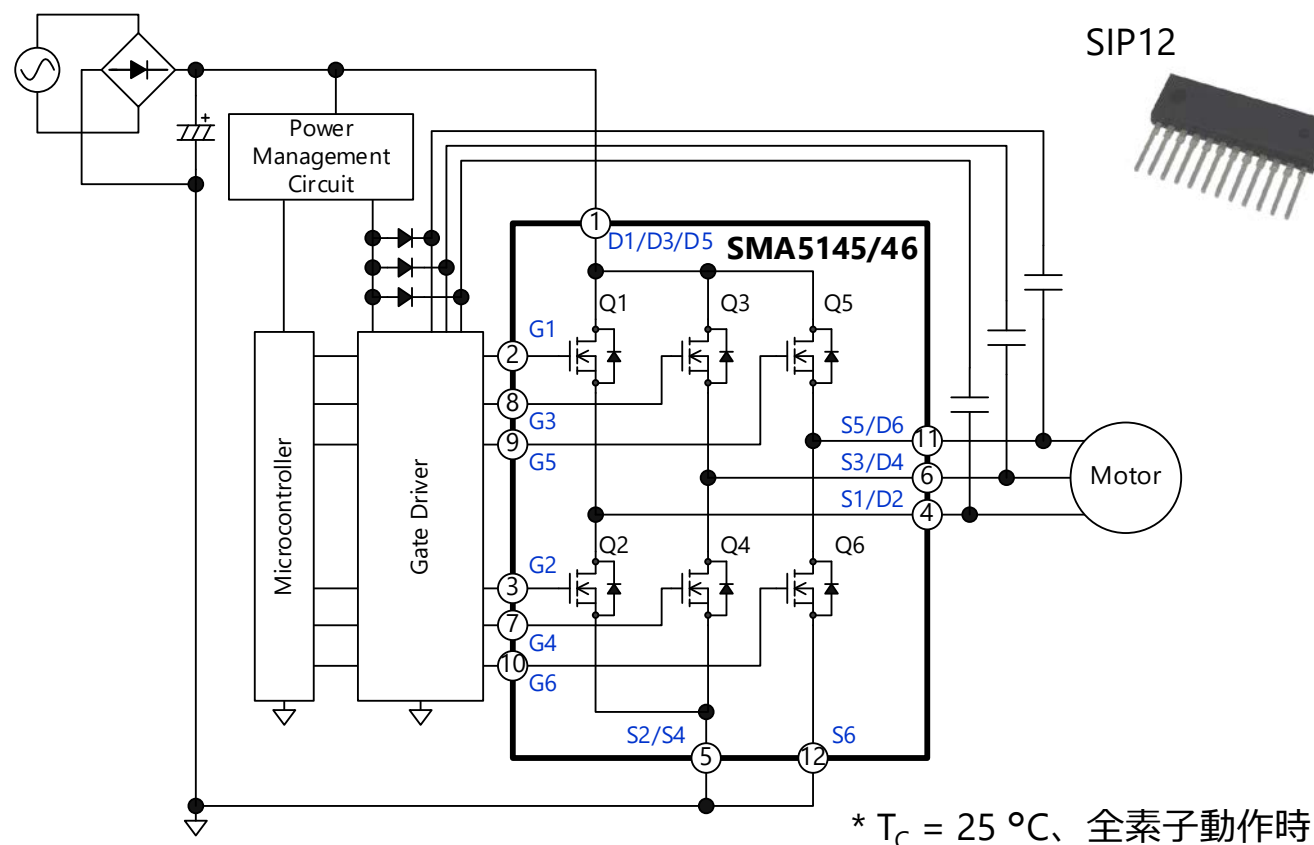 SIP12
+
Power
Management
Circuit
1
D1/D3/D5
SMA5145/46
Q1
Q3
Q5
G1
2
8
G3
9
G5
S5/D6
11
S3/D4
6
S1/D2
4
Motor
Microcontroller
Gate Driver
Q2
Q4
Q6
G2
3
7
G4
10
G6
S2/S4
5
S6
12
* T_C = 25 °C、全素子動作時